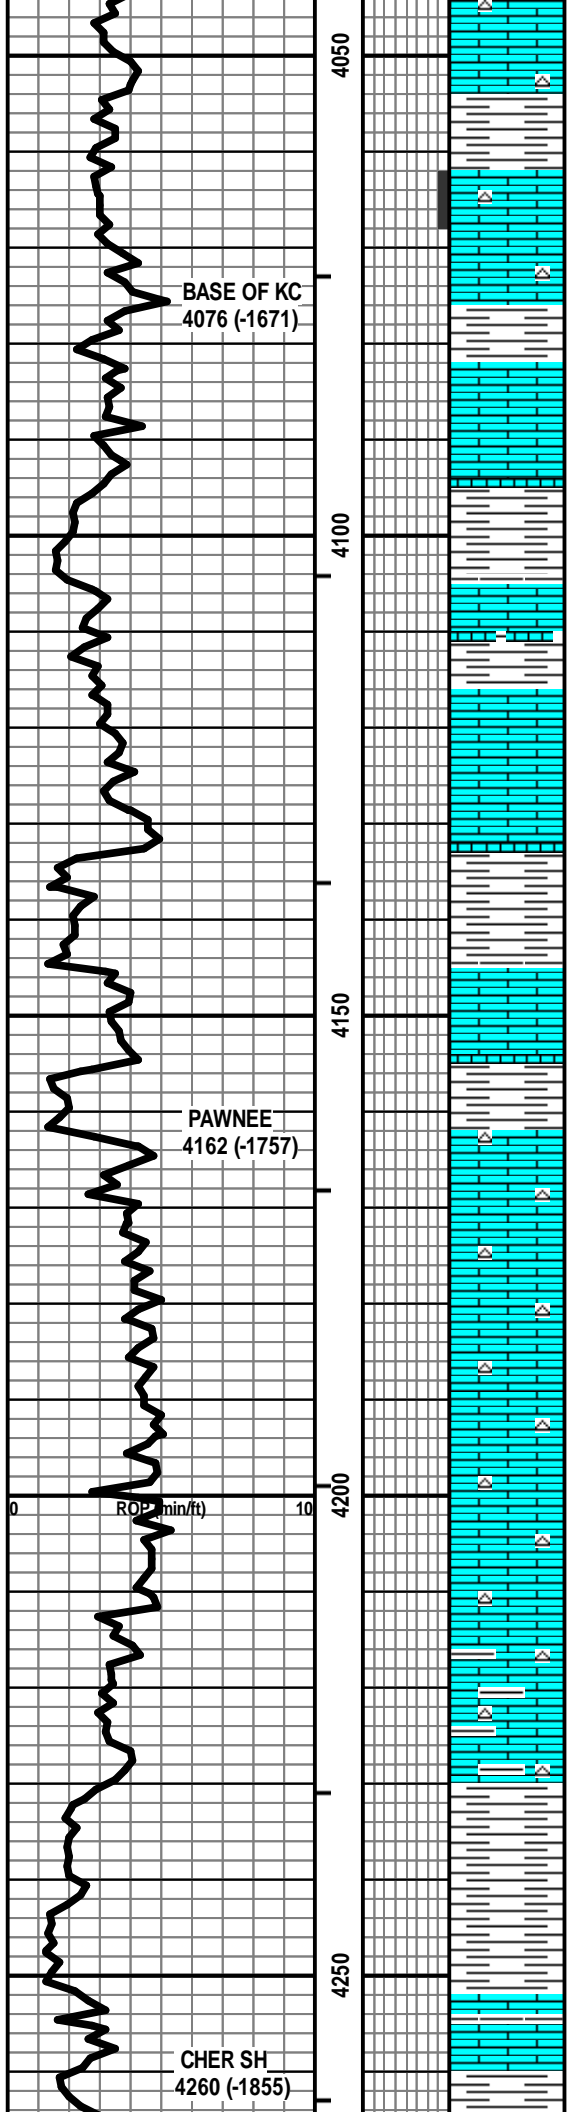 4050
BASE OF KC
4076 (-1671)
4100
4150
PAWNEE
4162 (-1757)
4200
0 ROP (min/ft) 10
4250
CHER SH
4260 (-1855)